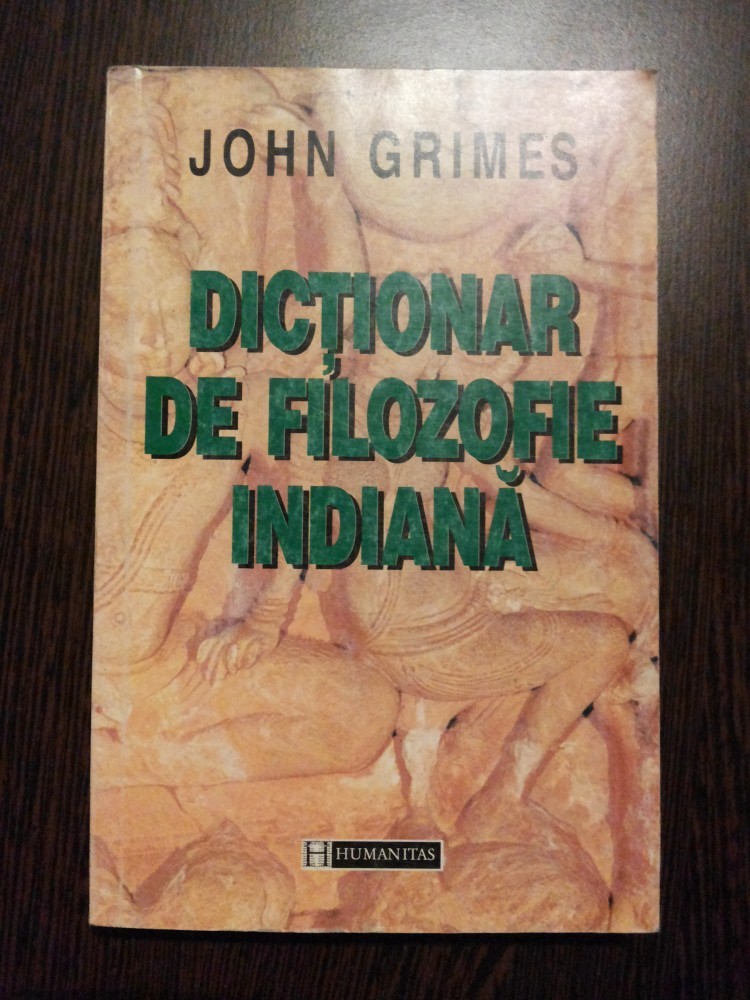 JOHN GRIMES
DICȚIONAR
DE FILOZOFIE
INDIANĂ
H HUMANITAS